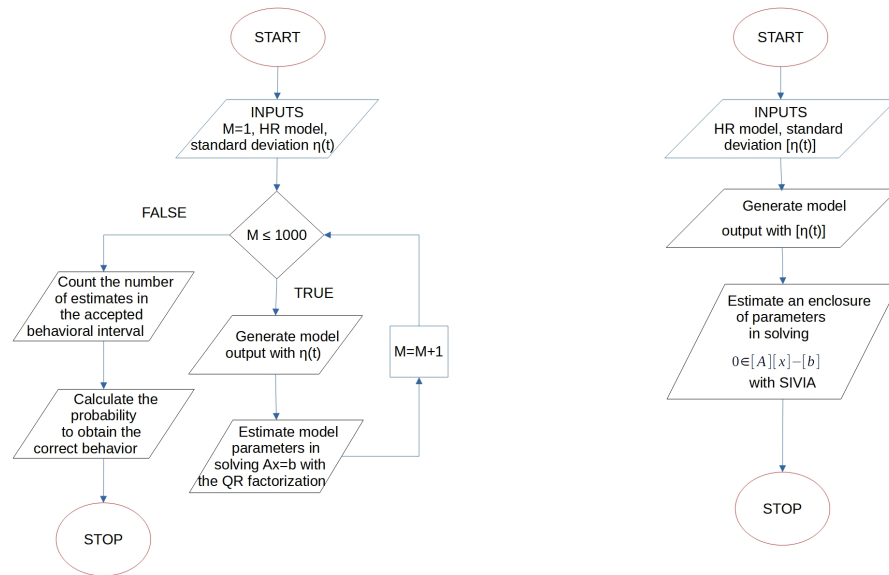 START
INPUTS
M=1, HR model,
standard deviation η(t)
M ≤ 1000
FALSE
TRUE
Count the number
of estimates in
the accepted
behavioral interval
Calculate the
probability
to obtain the
correct behavior
STOP
Generate model
output with η(t)
Estimate model
parameters in
solving Ax=b with
the QR factorization
M=M+1
START
INPUTS
HR model, standard
deviation [η(t)]
Generate model
output with [η(t)]
Estimate an enclosure
of parameters
in solving
0∈[A][x]−[b]
with SIVIA
STOP